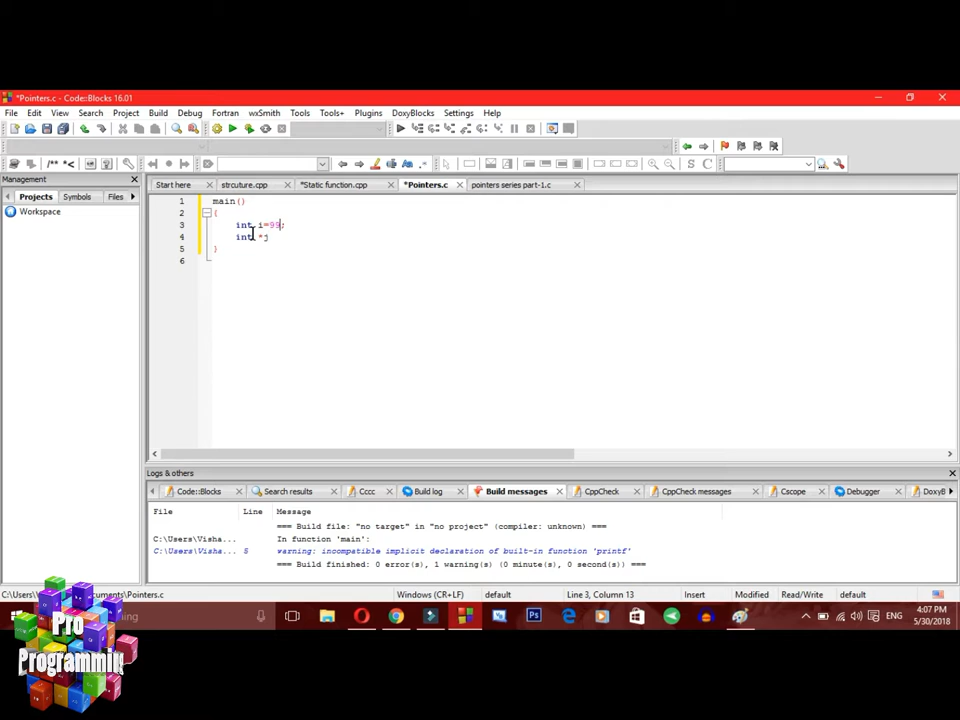 *Pointers.c - Code::Blocks 16.01
File Edit View Search Project Build Debug Fortran wxSmith Tools Tools+ Plugins DoxyBlocks Settings Help
/** *<
Management
Projects Symbols Files
Workspace
Start here strcuture.cpp *Static function.cpp *Pointers.c pointers series part-1.c
1 main()
2 {
3 int i=99;
4 int *j
5 }
6
Logs & others
Code::Blocks Search results Cccc Build log Build messages CppCheck CppCheck messages Cscope Debugger DoxyB
File Line Message
=== Build file: "no target" in "no project" (compiler: unknown) ===
C:\Users\Visha... In function 'main':
C:\Users\Visha... 5 warning: incompatible implicit declaration of built-in function 'printf'
=== Build finished: 0 error(s), 1 warning(s) (0 minute(s), 0 second(s)) ===
Windows (CR+LF) default Line 3, Column 13 Insert Modified Read/Write default
ENG
4:07 PM
5/30/2018
Pro
Programming